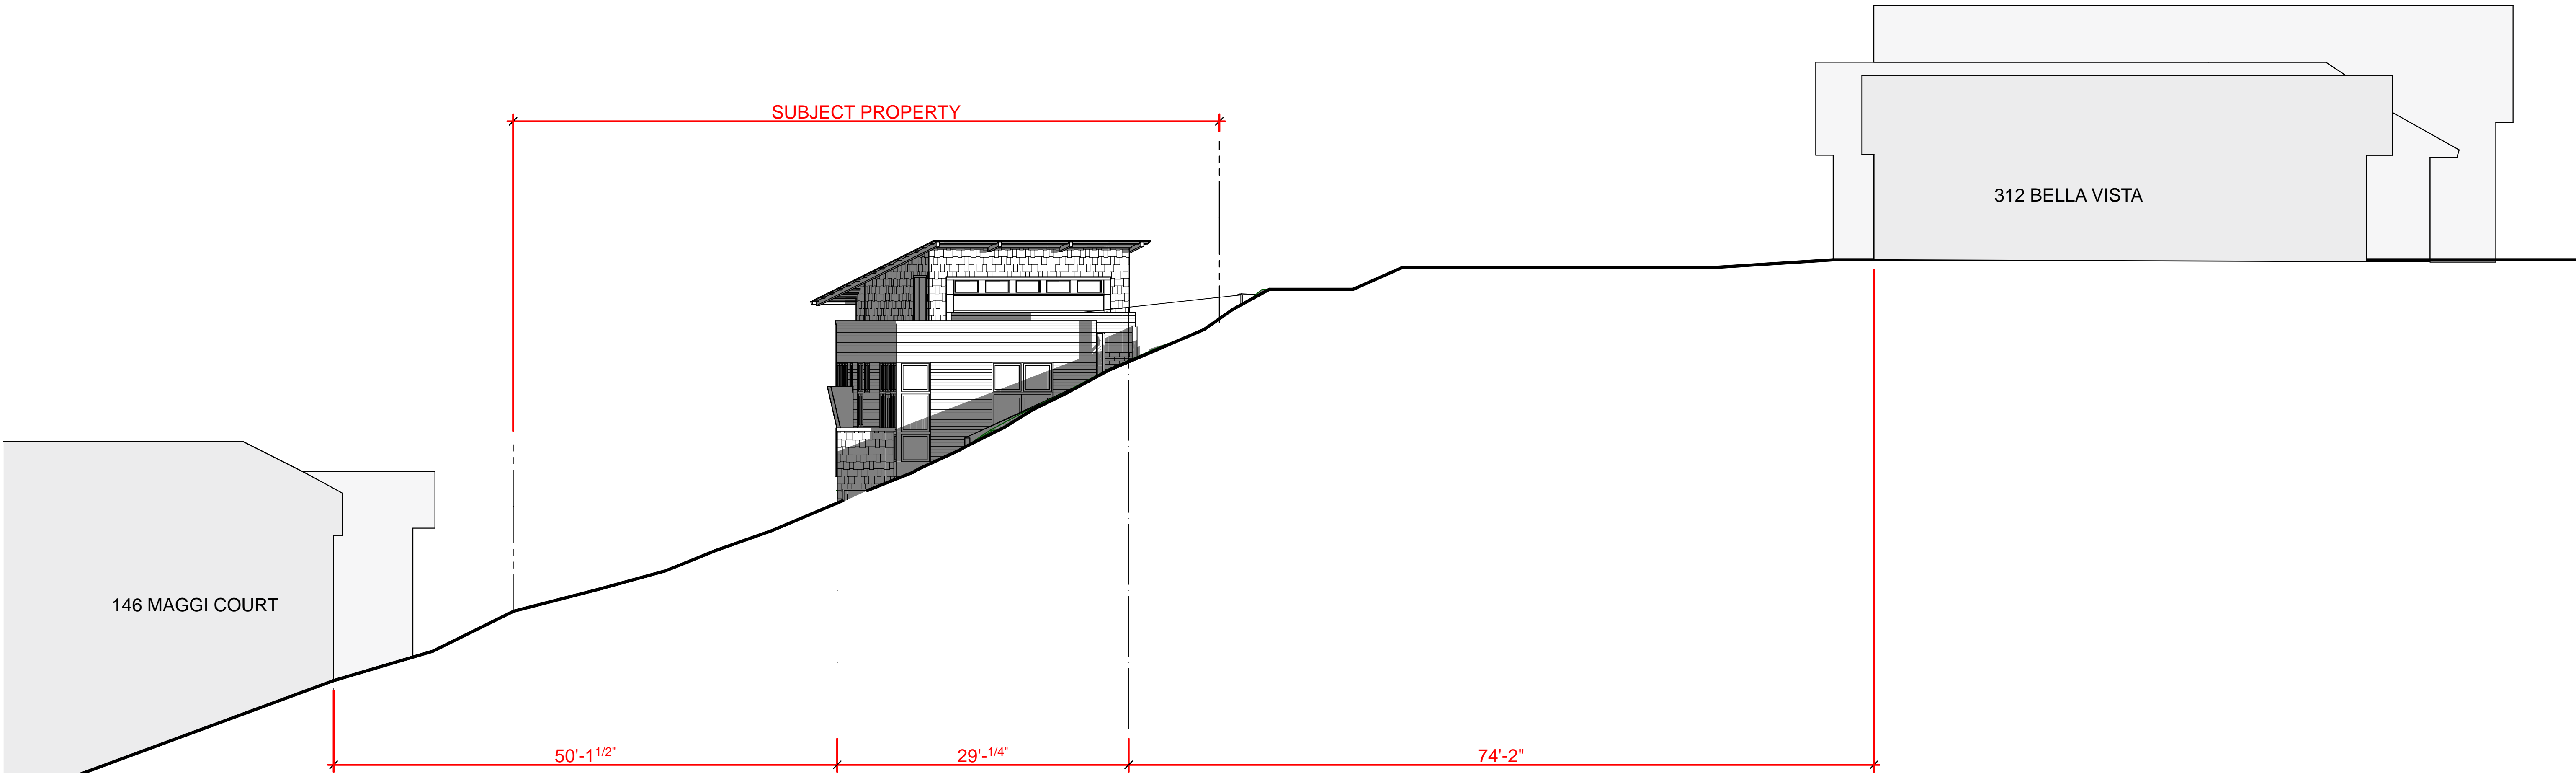 SUBJECT PROPERTY
312 BELLA VISTA
146 MAGGI COURT
50'-1 1/2"
29'- 1/4"
74'-2"